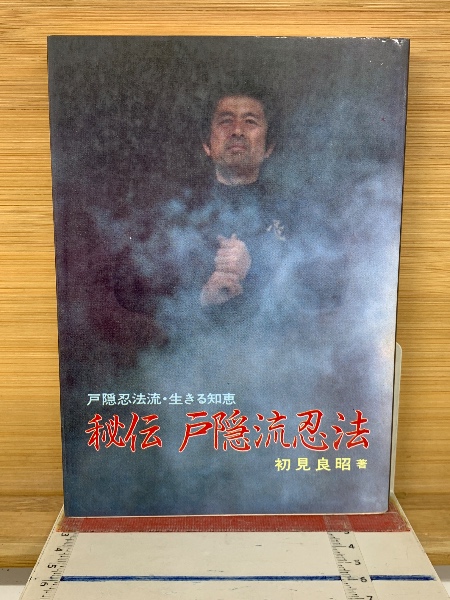 戸隠忍法流・生きる知恵
秘伝 戸隠流忍法
初見良昭 著